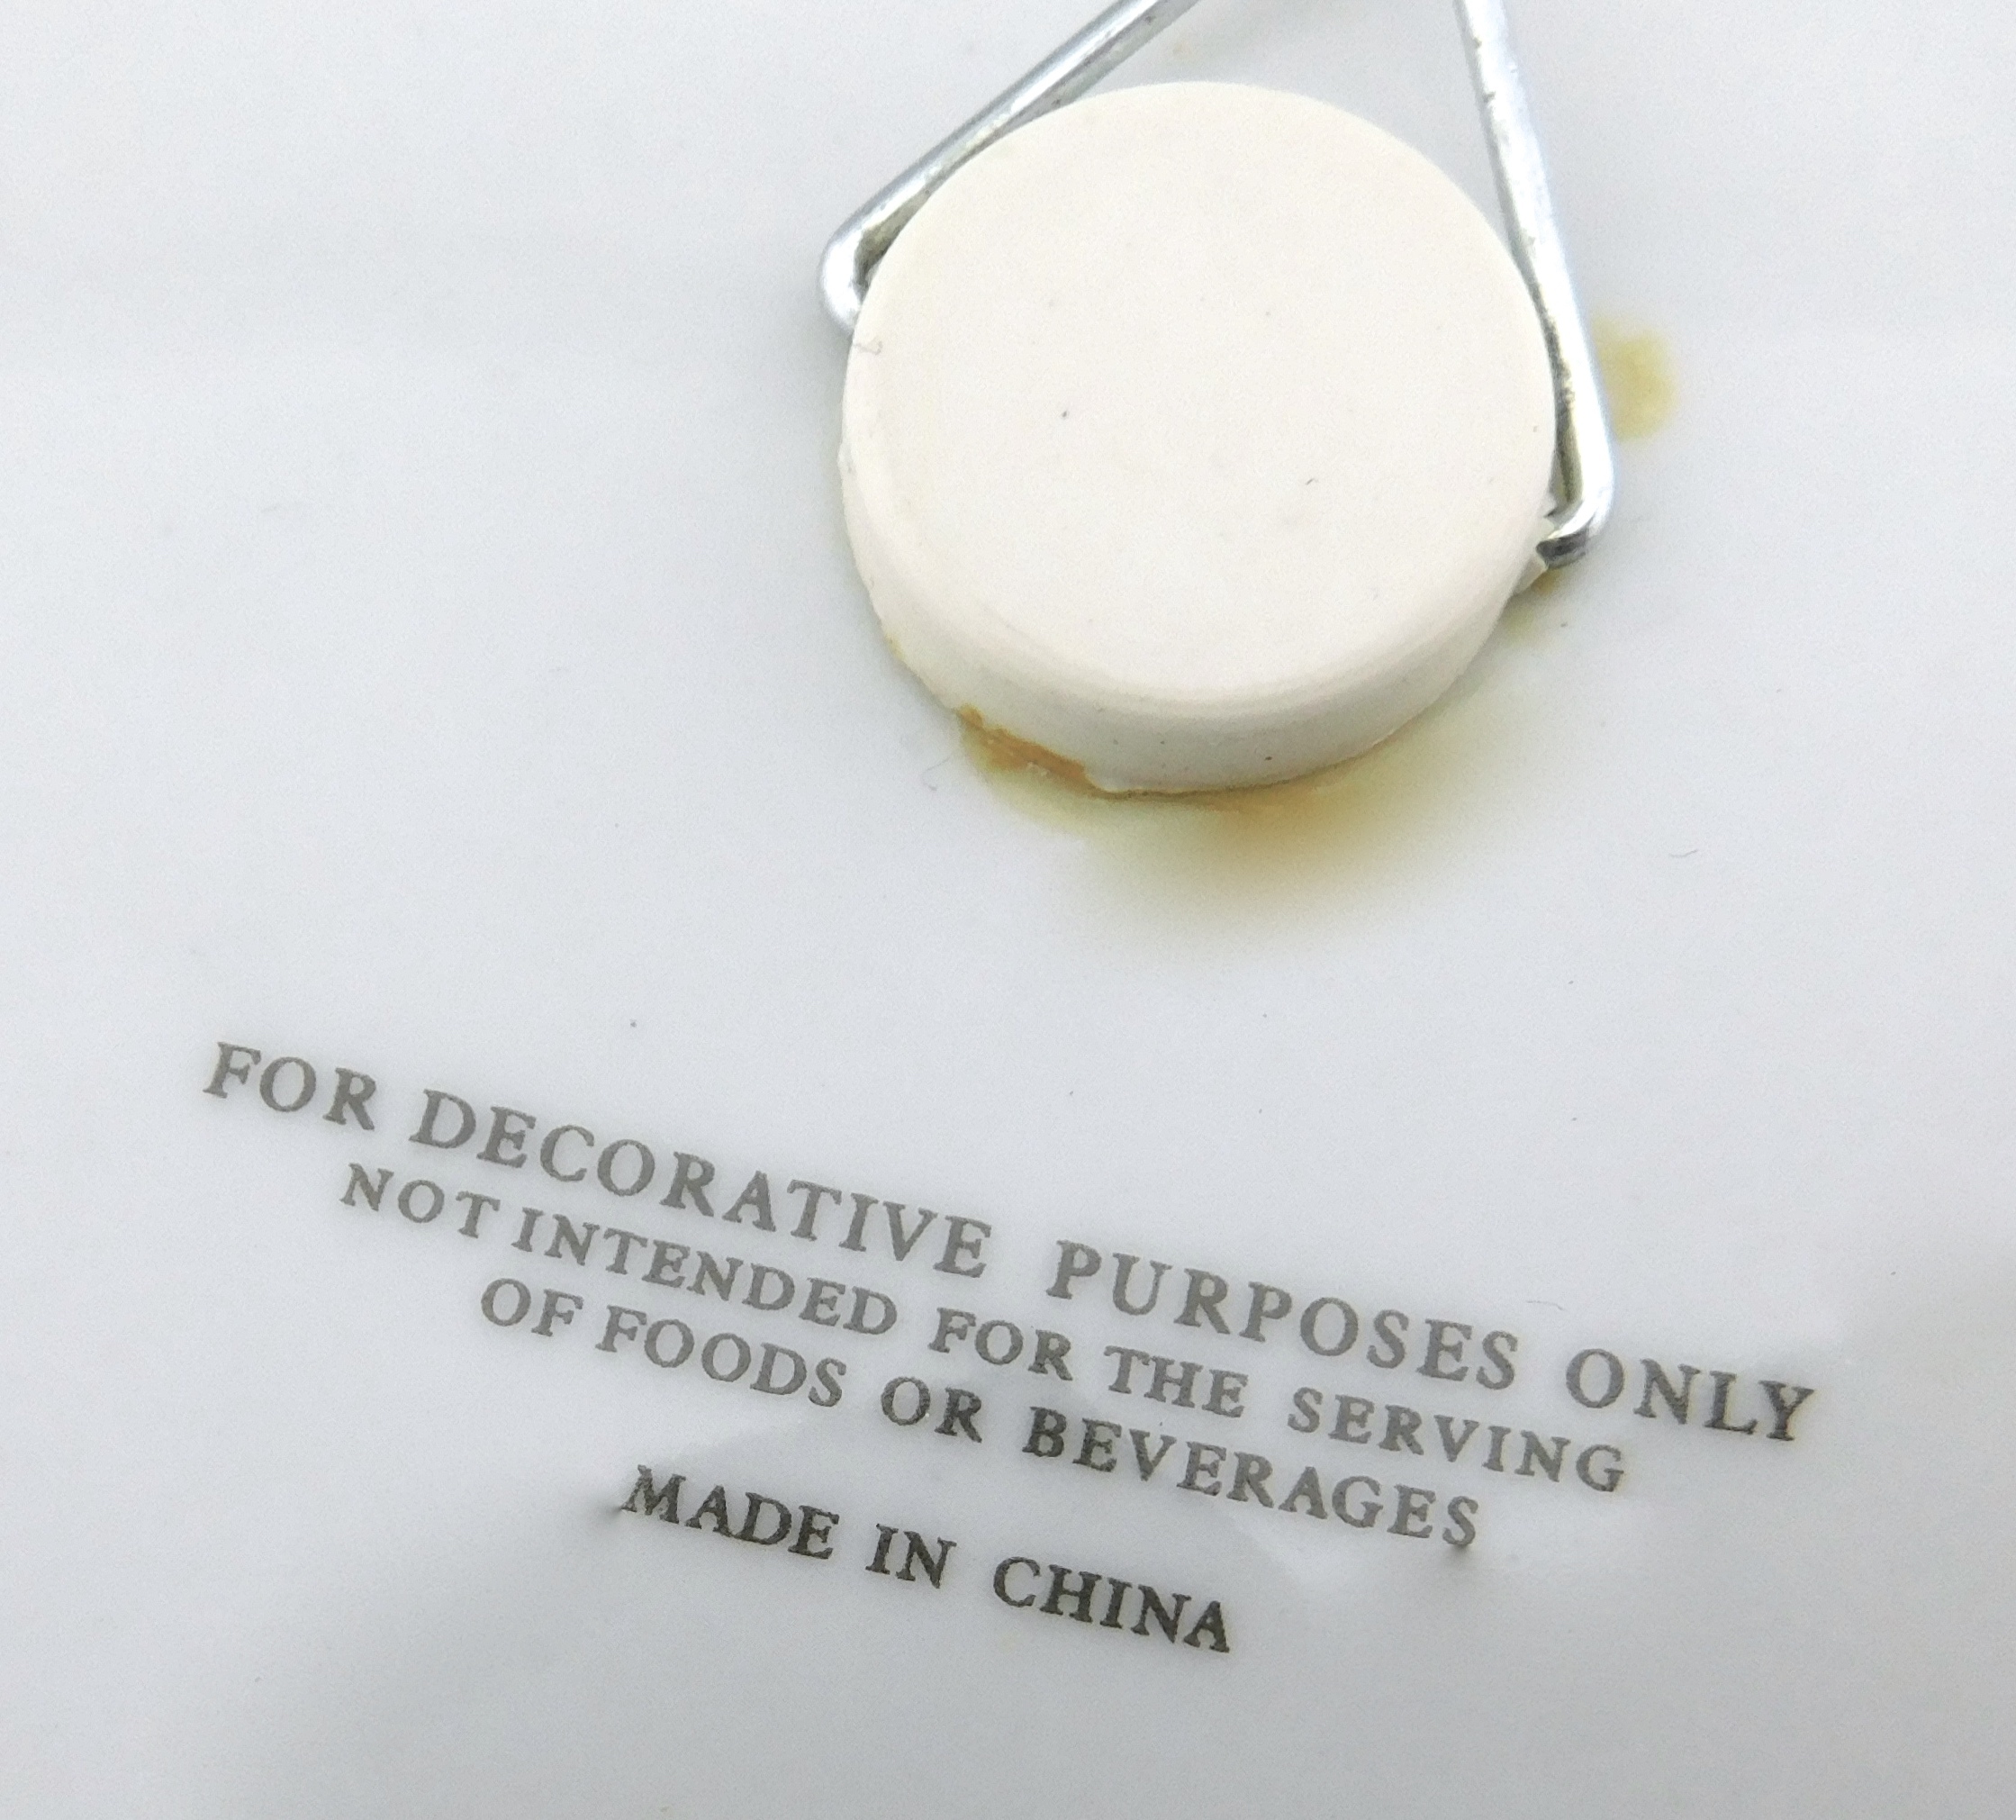 FOR DECORATIVE PURPOSES ONLY
NOT INTENDED FOR THE SERVING
OF FOODS OR BEVERAGES
MADE IN CHINA